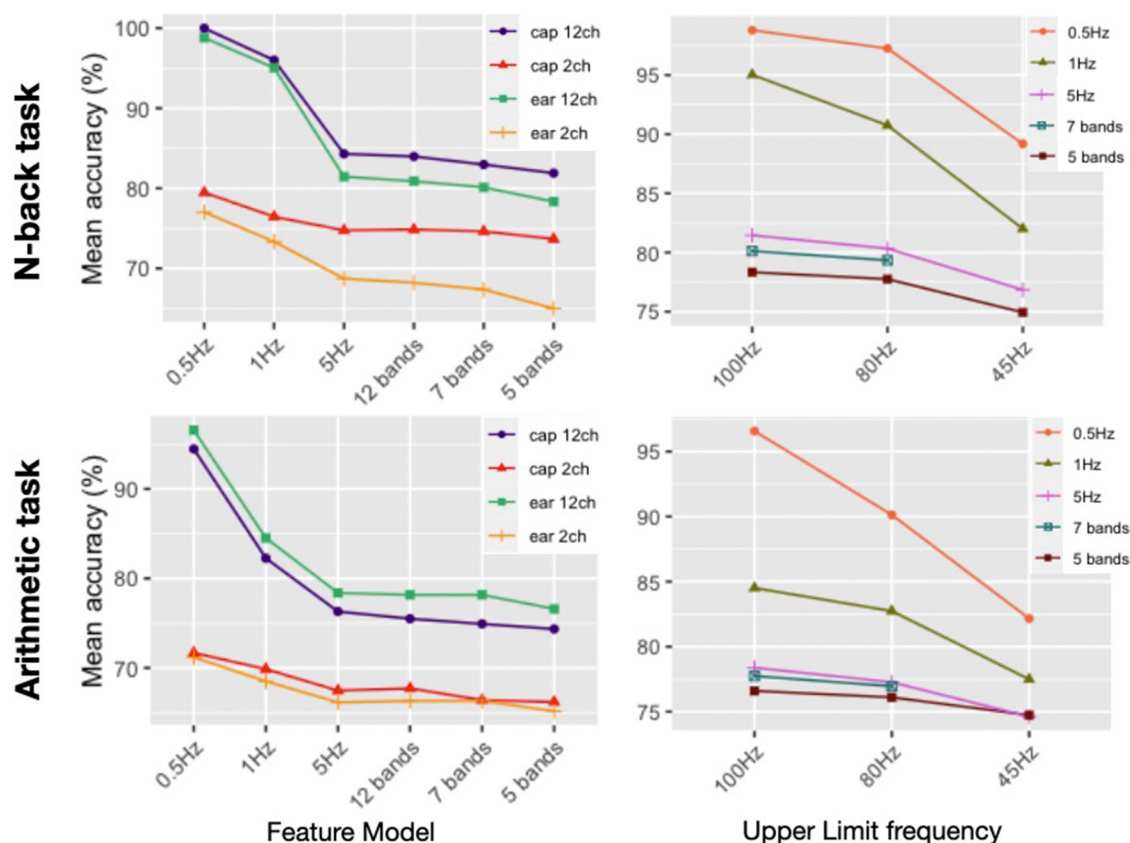 N-back task
Mean accuracy (%)
100
90
80
70
cap 12ch
cap 2ch
ear 12ch
ear 2ch
0.5Hz
1Hz
5Hz
12 bands
7 bands
5 bands
95
90
85
80
75
0.5Hz
1Hz
5Hz
7 bands
5 bands
100Hz
80Hz
45Hz
Arithmetic task
Mean accuracy (%)
90
80
70
cap 12ch
cap 2ch
ear 12ch
ear 2ch
0.5Hz
1Hz
5Hz
12 bands
7 bands
5 bands
Feature Model
95
90
85
80
75
0.5Hz
1Hz
5Hz
7 bands
5 bands
100Hz
80Hz
45Hz
Upper Limit frequency